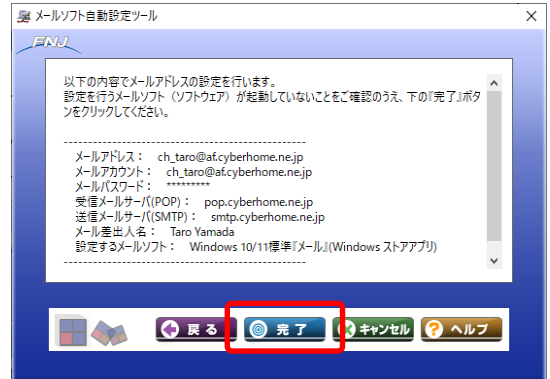 メールソフト自動設定ツール
FNJ
以下の内容でメールアドレスの設定を行います。
設定を行うメールソフト（ソフトウェア）が起動していないことをご確認のうえ、下の『完了』ボタ
ンをクリックしてください。
--------------------------------------------------
メールアドレス： ch_taro@af.cyberhome.ne.jp
メールアカウント： ch_taro@af.cyberhome.ne.jp
メールパスワード： *********
受信メールサーバ(POP)： pop.cyberhome.ne.jp
送信メールサーバ(SMTP)： smtp.cyberhome.ne.jp
メール差出人名： Taro Yamada
設定するメールソフト： Windows 10/11標準『メール』(Windows ストアアプリ)
--------------------------------------------------
戻る 完了 キャンセル ? ヘルプ